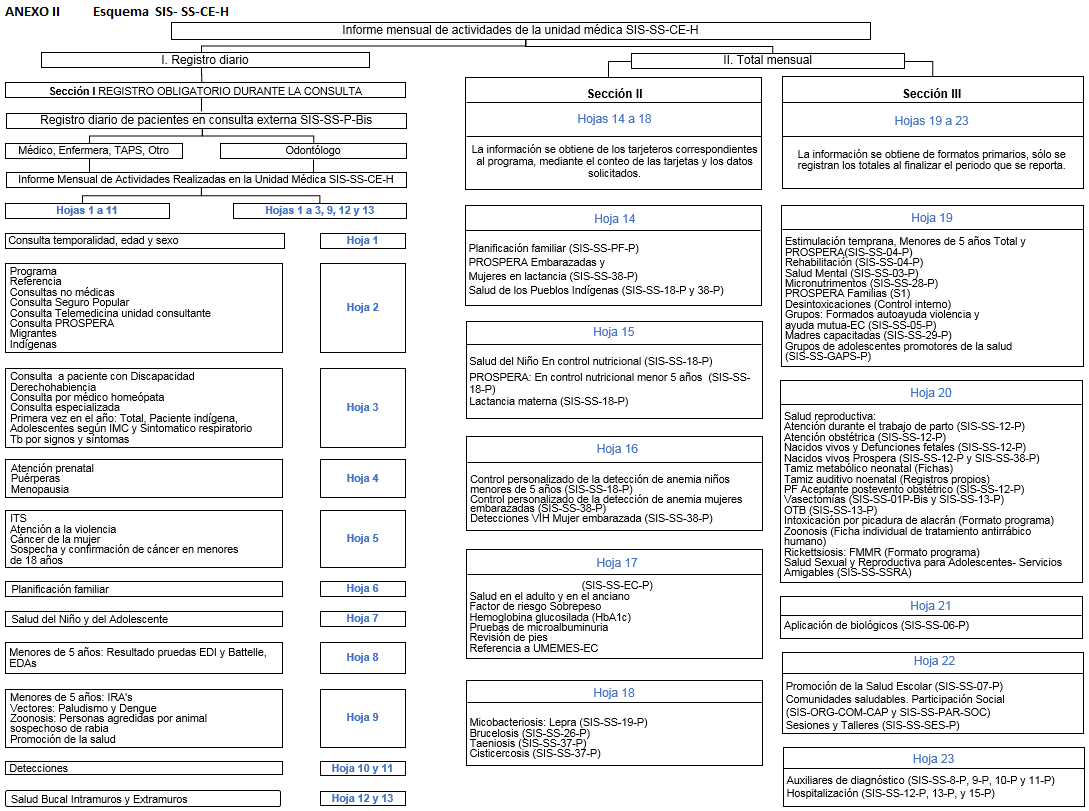 ANEXO II Esquema SIS- SS-CE-H
Informe mensual de actividades de la unidad médica SIS-SS-CE-H
I. Registro diario
Sección I REGISTRO OBLIGATORIO DURANTE LA CONSULTA
Registro diario de pacientes en consulta externa SIS-SS-P-Bis
Médico, Enfermera, TAPS, Otro
Odontólogo
Informe Mensual de Actividades Realizadas en la Unidad Médica SIS-SS-CE-H
Hojas 1 a 11
Hojas 1 a 3, 9, 12 y 13
Consulta temporalidad, edad y sexo
Hoja 1
Programa
Referencia
Consultas no médicas
Consulta Seguro Popular
Consulta Telemedicina unidad consultante
Consulta PROSPERA
Migrantes
Indígenas
Hoja 2
Consulta a paciente con Discapacidad
Derechohabiencia
Consulta por médico homeópata
Consulta especializada
Primera vez en el año: Total, Paciente indígena,
Adolescentes según IMC y Sintomatico respiratorio
Tb por signos y síntomas
Hoja 3
Atención prenatal
Puérperas
Menopausia
Hoja 4
ITS
Atención a la violencia
Cáncer de la mujer
Sospecha y confirmación de cáncer en menores
de 18 años
Hoja 5
Planificación familiar
Hoja 6
Salud del Niño y del Adolescente
Hoja 7
Menores de 5 años: Resultado pruebas EDI y Battelle,
EDAs
Hoja 8
Menores de 5 años: IRA's
Vectores: Paludismo y Dengue
Zoonosis: Personas agredidas por animal
sospechoso de rabia
Promoción de la salud
Hoja 9
Detecciones
Hoja 10 y 11
Salud Bucal Intramuros y Extramuros
Hoja 12 y 13
II. Total mensual
Sección II
Hojas 14 a 18
La información se obtiene de los tarjeteros correspondientes
al programa, mediante el conteo de las tarjetas y los datos
solicitados.
Hoja 14
Planificación familiar (SIS-SS-PF-P)
PROSPERA Embarazadas y
Mujeres en lactancia (SIS-SS-38-P)
Salud de los Pueblos Indígenas (SIS-SS-18-P y 38-P)
Hoja 15
Salud del Niño En control nutricional (SIS-SS-18-P)
PROSPERA: En control nutricional menor 5 años (SIS-SS-
18-P)
Lactancia materna (SIS-SS-18-P)
Hoja 16
Control personalizado de la detección de anemia niños
menores de 5 años (SIS-SS-18-P)
Control personalizado de la detección de anemia mujeres
embarazadas (SIS-SS-38-P)
Detecciones VIH Mujer embarazada (SIS-SS-38-P)
Hoja 17
(SIS-SS-EC-P)
Salud en el adulto y en el anciano
Factor de riesgo Sobrepeso
Hemoglobina glucosilada (HbA1c)
Pruebas de microalbuminuria
Revisión de pies
Referencia a UMEMES-EC
Hoja 18
Micobacteriosis: Lepra (SIS-SS-19-P)
Brucelosis (SIS-SS-26-P)
Taeniosis (SIS-SS-37-P)
Cisticercosis (SIS-SS-37-P)
Sección III
Hojas 19 a 23
La información se obtiene de formatos primarios, sólo se
registran los totales al finalizar el periodo que se reporta.
Hoja 19
Estimulación temprana, Menores de 5 años Total y
PROSPERA(SIS-SS-04-P)
Rehabilitación (SIS-SS-04-P)
Salud Mental (SIS-SS-03-P)
Micronutrimentos (SIS-SS-28-P)
PROSPERA Familias (S1)
Desintoxicaciones (Control interno)
Grupos: Formados autoayuda violencia y
ayuda mutua-EC (SIS-SS-05-P)
Madres capacitadas (SIS-SS-29-P)
Grupos de adolescentes promotores de la salud
(SIS-SS-GAPS-P)
Hoja 20
Salud reproductiva:
Atención durante el trabajo de parto (SIS-SS-12-P)
Atención obstétrica (SIS-SS-12-P)
Nacidos vivos y Defunciones fetales (SIS-SS-12-P)
Nacidos vivos Prospera (SIS-SS-12-P y SIS-SS-38-P)
Tamiz metabólico neonatal (Fichas)
Tamiz auditivo noenatal (Registros propios)
PF Aceptante postevento obstétrico (SIS-SS-12-P)
Vasectomías (SIS-SS-01P-Bis y SIS-SS-13-P)
OTB (SIS-SS-13-P)
Intoxicación por picadura de alacrán (Formato programa)
Zoonosis (Ficha individual de tratamiento antirrábico
humano)
Rickettsiosis: FMMR (Formato programa)
Salud Sexual y Reproductiva para Adolescentes- Servicios
Amigables (SIS-SS-SSRA)
Hoja 21
Aplicación de biológicos (SIS-SS-06-P)
Hoja 22
Promoción de la Salud Escolar (SIS-SS-07-P)
Comunidades saludables. Participación Social
(SIS-ORG-COM-CAP y SIS-SS-PAR-SOC)
Sesiones y Talleres (SIS-SS-SES-P)
Hoja 23
Auxiliares de diagnóstico (SIS-SS-8-P, 9-P, 10-P y 11-P)
Hospitalización (SIS-SS-12-P, 13-P, y 15-P)